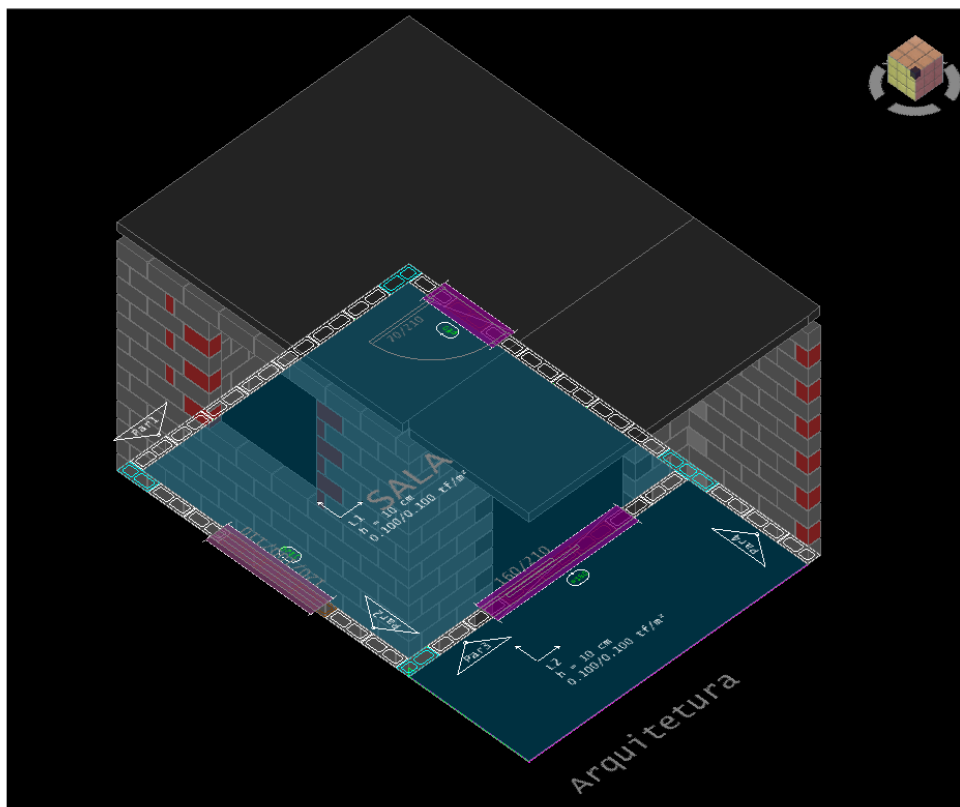 70/210
Par1
SALA
L1
h = 10 cm
0.100/0.100 tf/m²
160/210
Par2
Par3
Par4
L2
h = 10 cm
0.100/0.100 tf/m²
Arquitetura